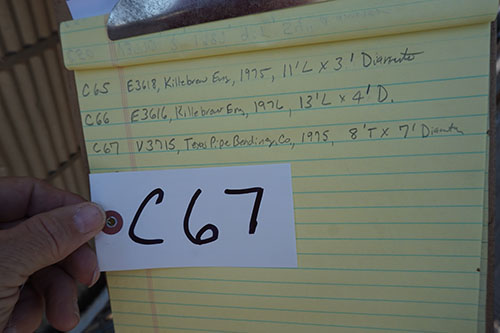 C65 E3618, Killebrew Eng, 1975, 11'L X 3' Diameter
C66 E3616, Killebrew Eng, 1976, 13'L x 4' D.
C67 V3715, Texas Pipe Bending, Co, 1975, 8'T X 7' Diameter
C67